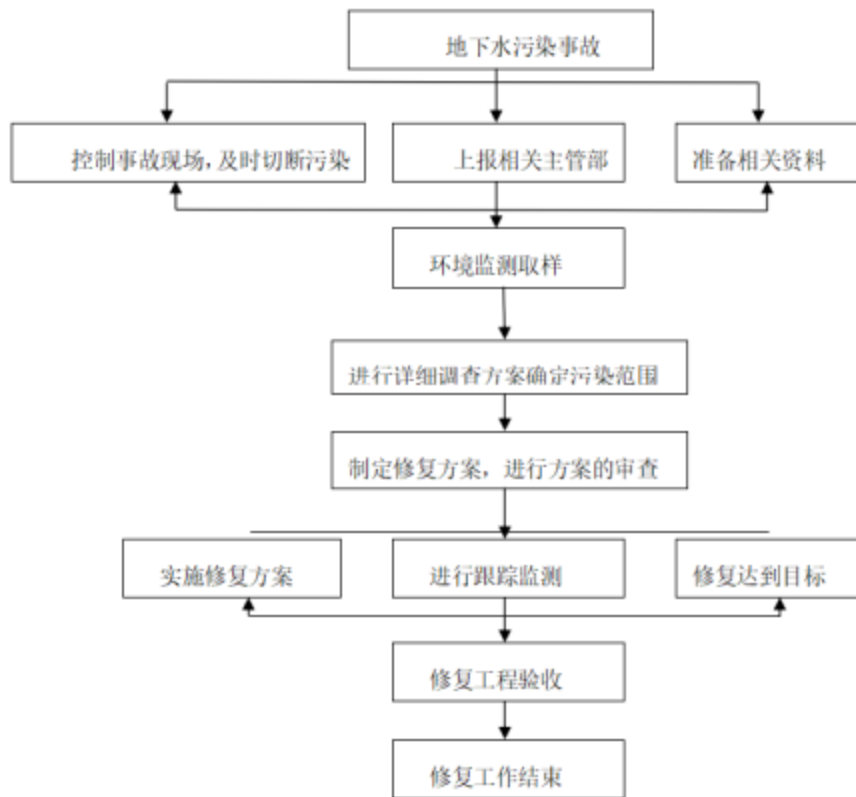 地下水污染事故
控制事故现场，及时切断污染
上报相关主管部
准备相关资料
环境监测取样
进行详细调查方案确定污染范围
制定修复方案，进行方案的审查
实施修复方案
进行跟踪监测
修复达到目标
修复工程验收
修复工作结束